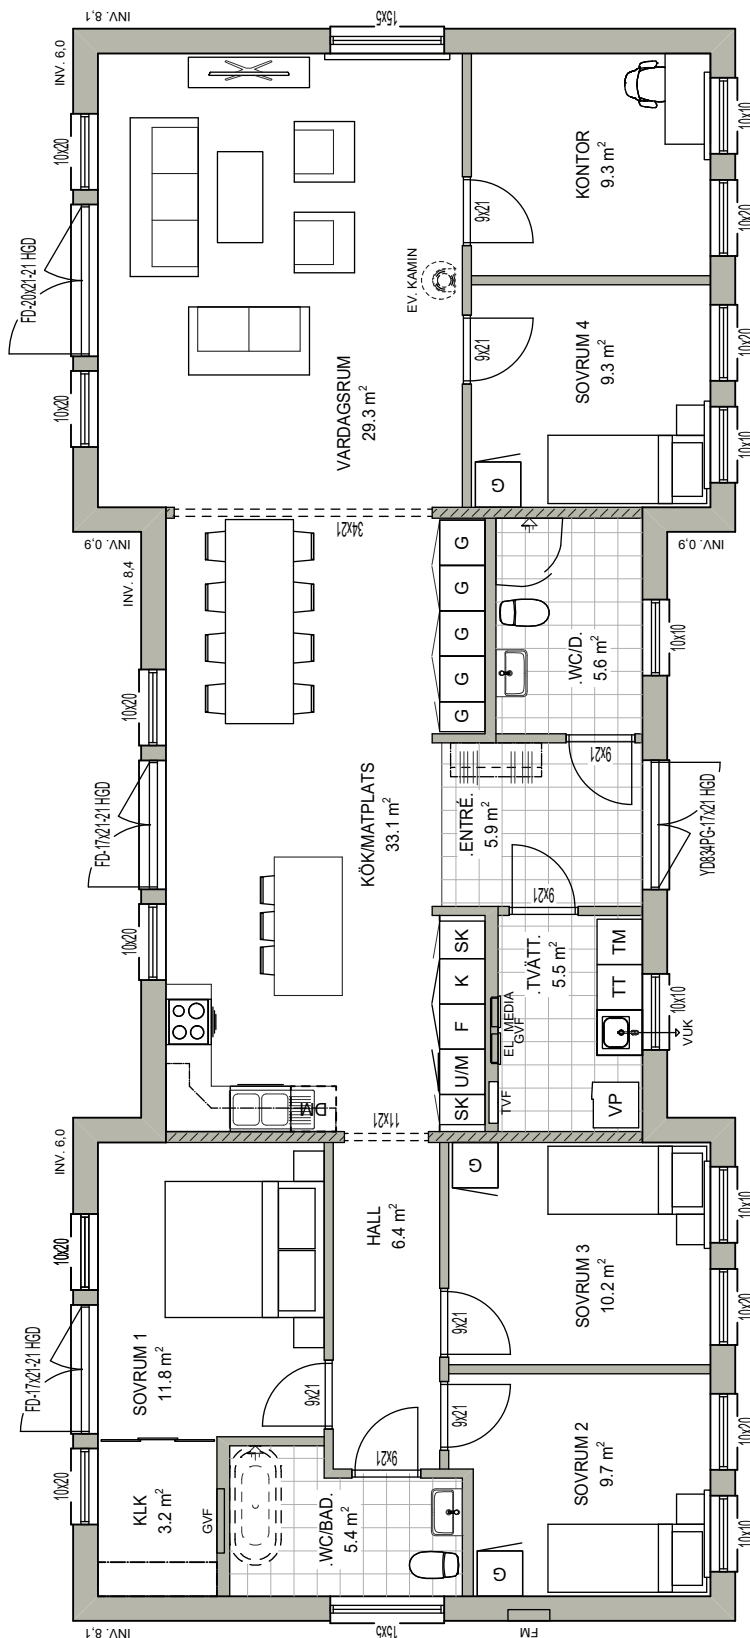 INV. 8,1
15x5
INV. 6,0
10x20
FD-20x21-21 HGD
10x20
INV. 0,9
INV. 8,4
VARDAGSRUM
29.3 m²
EV. KAMIN
9x21
KONTOR
9.3 m²
10x10
10x20
9x21
SOVRUM 4
9.3 m²
G
10x20
10x10
INV. 0,9
34x21
10x20
FD-17x21-21 HGD
10x20
KÖK/MATPLATS
33.1 m²
G
G
G
G
G
.WC/D.
5.6 m²
10x10
9x21
.ENTRÉ.
5.9 m²
YD834PG-17x21 HGD
9x21
SK
K
F
U/M
SK
.TVÄTT.
5.5 m²
EL_MEDIA
GVF
TVF
TM
TT
VP
10x10
VUK
DM
11x21
INV. 6,0
10x20
FD-17x21-21 HGD
10x20
SOVRUM 1
11.8 m²
9x21
HALL
6.4 m²
G
SOVRUM 3
10.2 m²
9x21
10x10
10x20
KLK
3.2 m²
GVF
.WC/BAD.
5.4 m²
9x21
9x21
SOVRUM 2
9.7 m²
G
10x20
10x10
INV. 8,1
15x5
FM